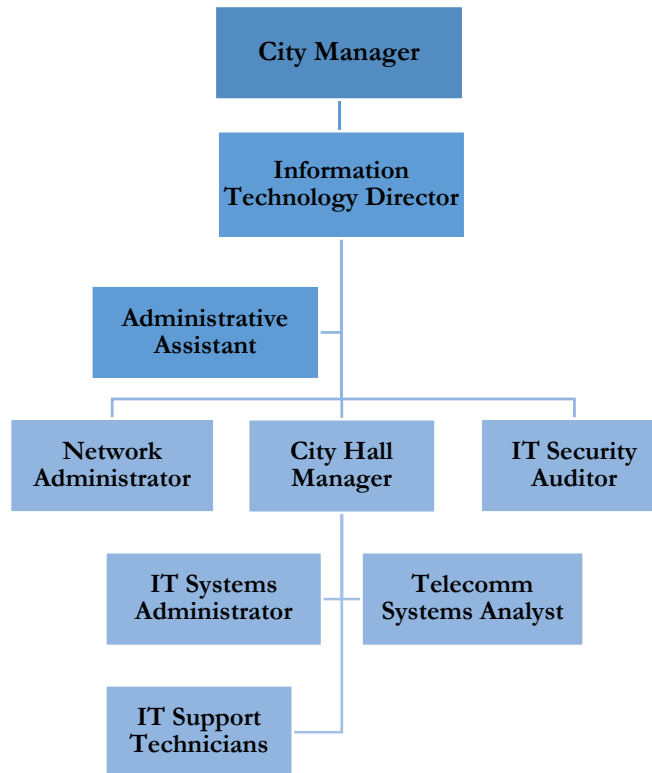 City Manager
Information
Technology Director
Administrative
Assistant
Network
Administrator
City Hall
Manager
IT Security
Auditor
IT Systems
Administrator
Telecomm
Systems Analyst
IT Support
Technicians